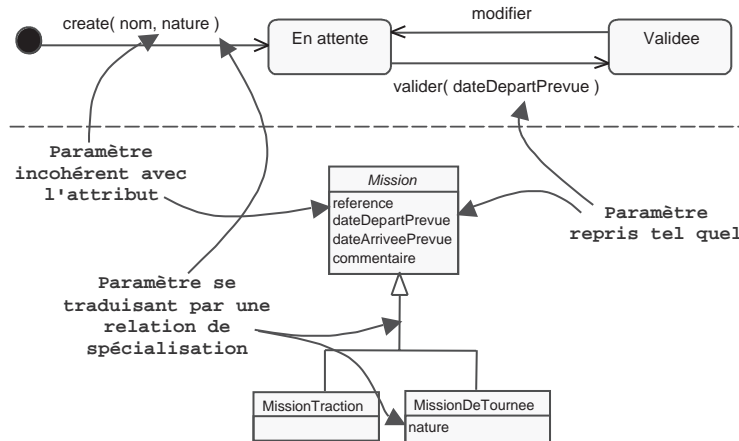 modifier
create( nom, nature )
En attente
Validee
valider( dateDepartPrevue )
Paramètre
incohérent avec
l'attribut
Mission
reference
dateDepartPrevue
dateArriveePrevue
commentaire
Paramètre
repris tel quel
Paramètre se
traduisant par une
relation de
spécialisation
MissionTraction
MissionDeTournee
nature